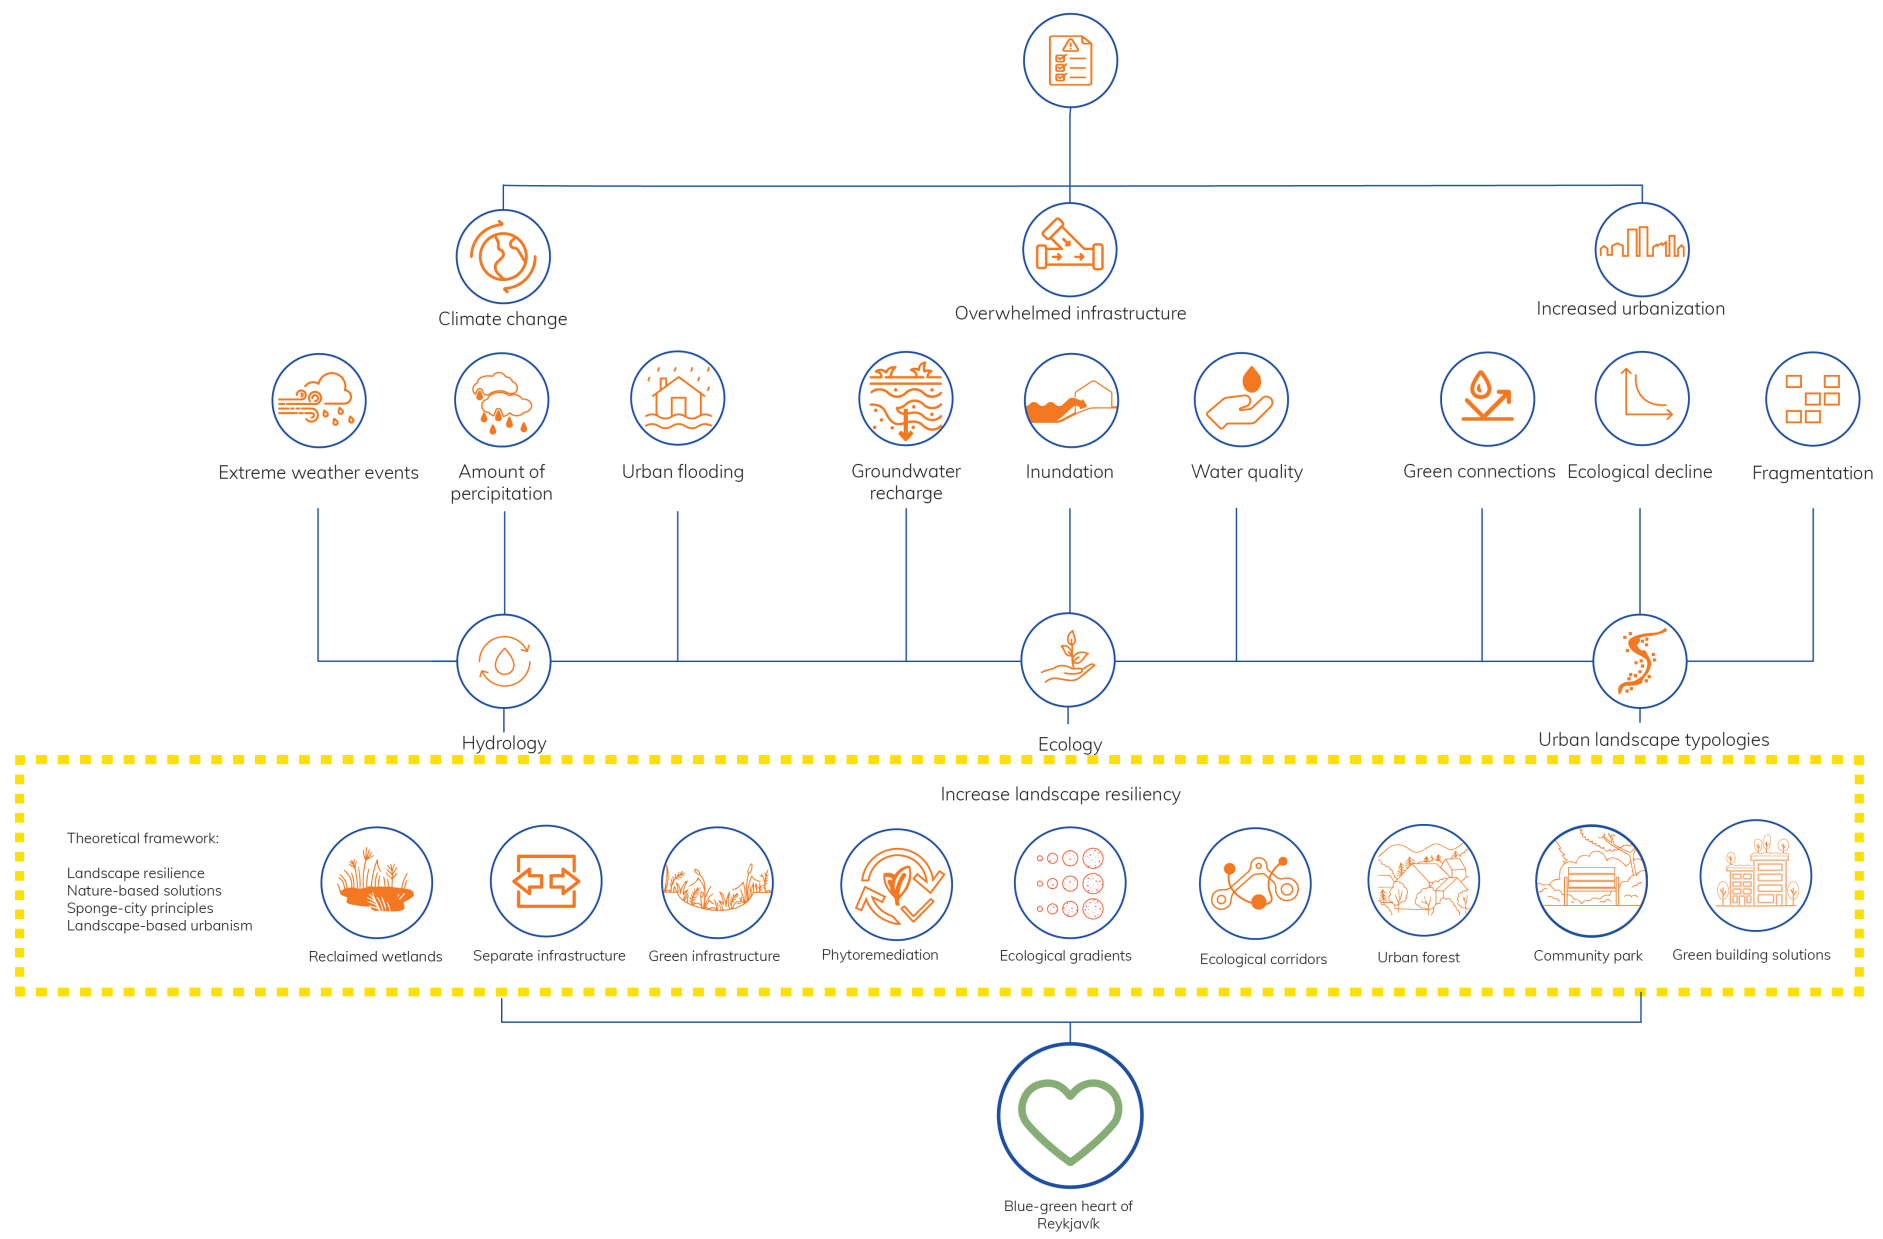 Climate change
Overwhelmed infrastructure
Increased urbanization
Extreme weather events
Amount of
percipitation
Urban flooding
Groundwater
recharge
Inundation
Water quality
Green connections
Ecological decline
Fragmentation
Hydrology
Ecology
Urban landscape typologies
Increase landscape resiliency
Theoretical framework:
Landscape resilience
Nature-based solutions
Sponge-city principles
Landscape-based urbanism
Reclaimed wetlands
Separate infrastructure
Green infrastructure
Phytoremediation
Ecological gradients
Ecological corridors
Urban forest
Community park
Green building solutions
Blue-green heart of
Reykjavík